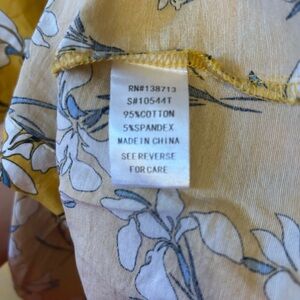 RN#138713
S#10544T
95%COTTON
5%SPANDEX
MADE IN CHINA
SEE REVERSE
FOR CARE